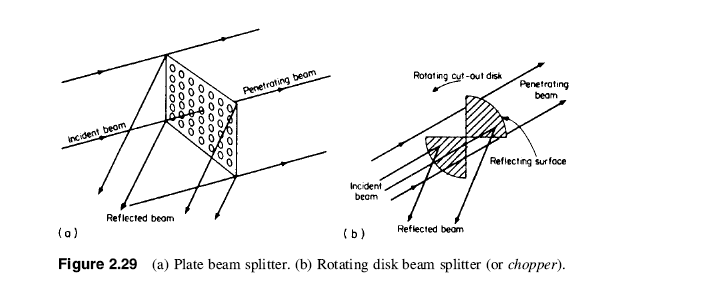 Penetrating beam
Incident beam
Reflected beam
(a)
Rotating cut-out disk
Penetrating
beam
Reflecting surface
Incident
beam
Reflected beam
(b)
Figure 2.29 (a) Plate beam splitter. (b) Rotating disk beam splitter (or chopper).